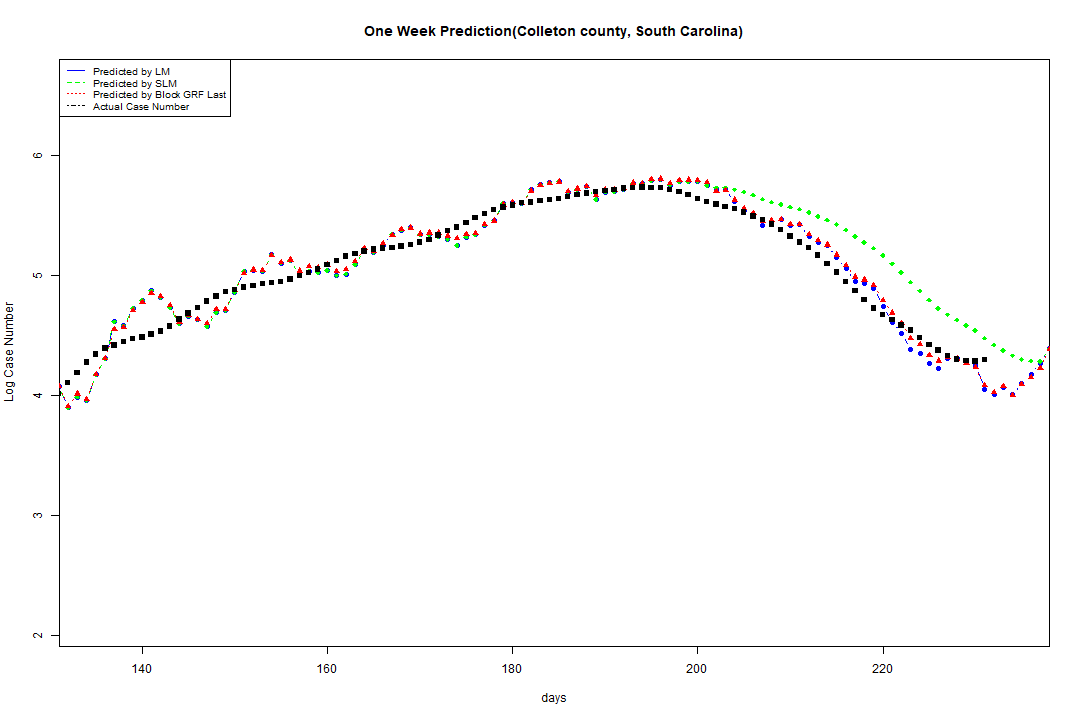 One Week Prediction(Colleton county, South Carolina)
Predicted by LM
Predicted by SLM
Predicted by Block GRF Last
Actual Case Number
6
5
4
3
2
Log Case Number
140 160 180 200 220
days